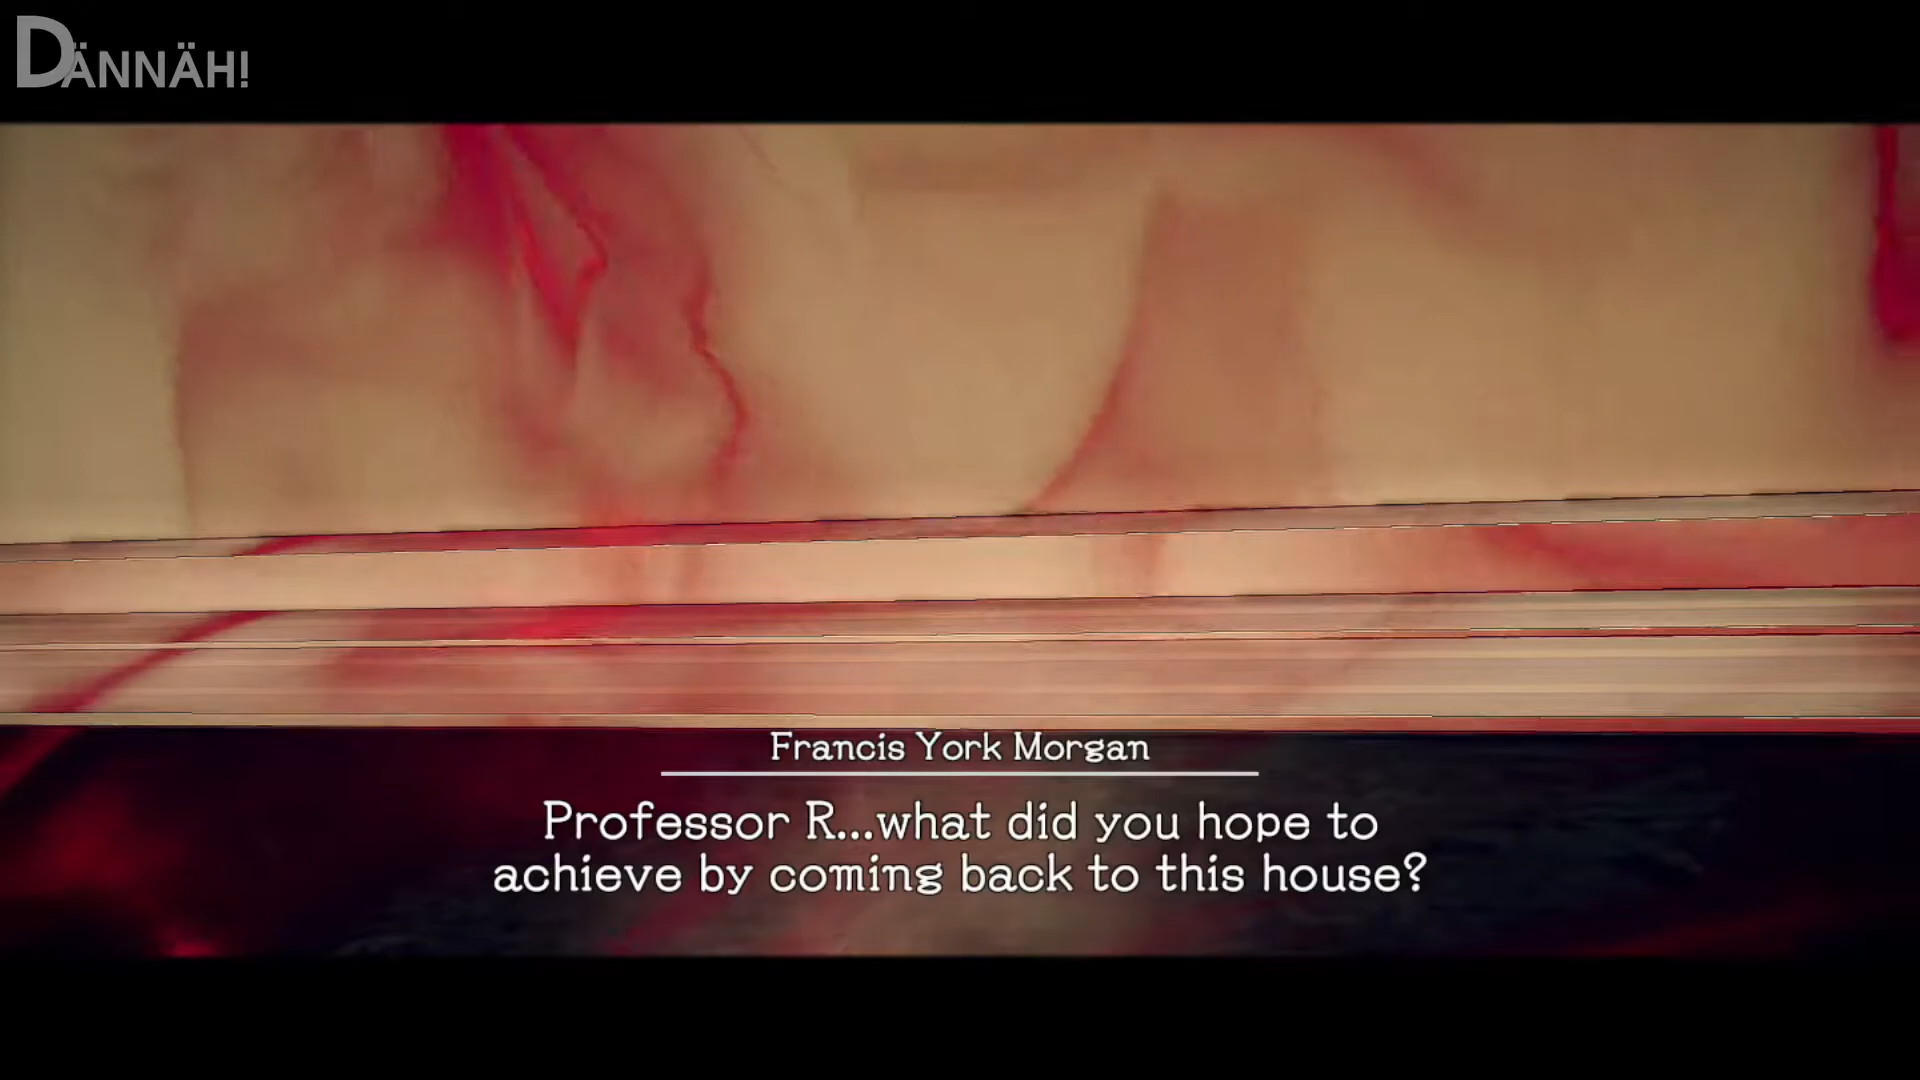 DÄNNÄH!
Francis York Morgan
Professor R...what did you hope to
achieve by coming back to this house?